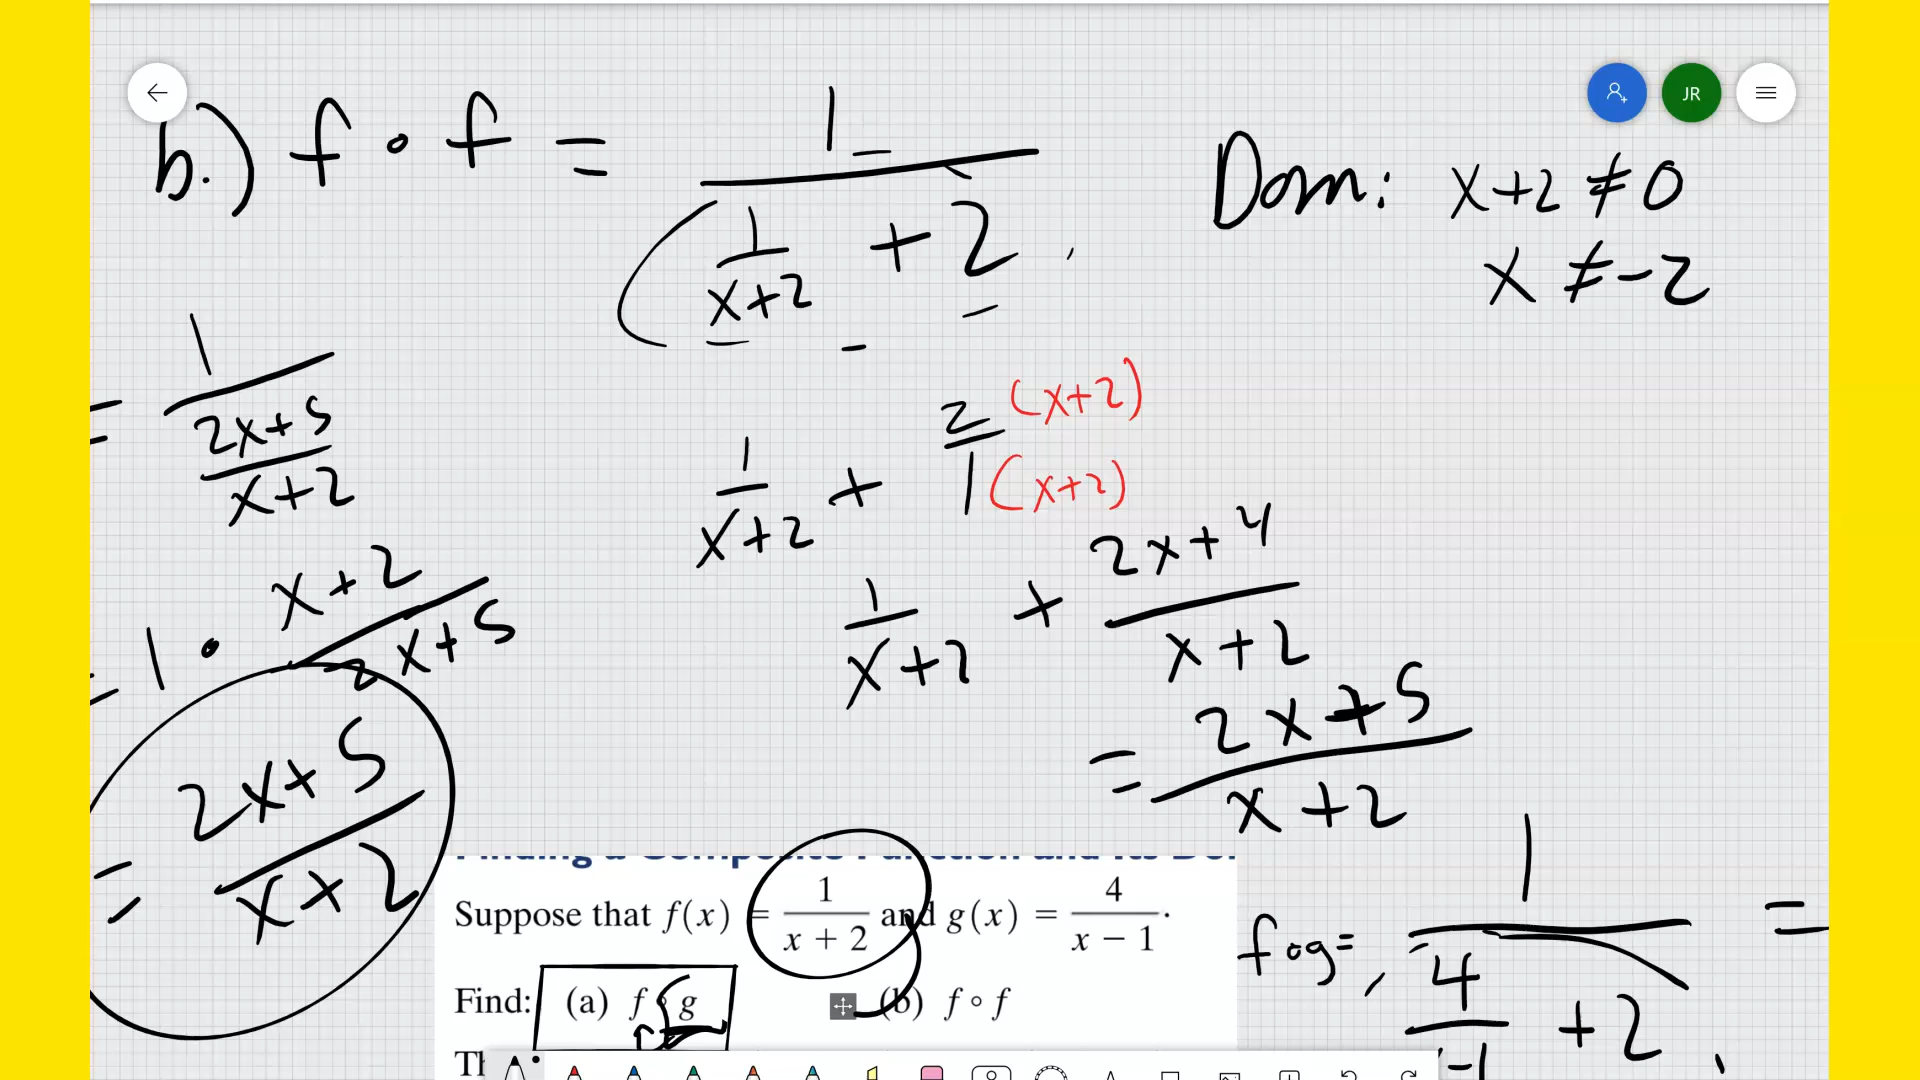 JR
b.) f ∘ f = 1 / (1/(x+2) + 2)
Dom: x+2 ≠ 0
x ≠ -2
= 1 / ((2x+5)/(x+2))
1/(x+2) + 2(x+2) / 1(x+2)
1/(x+2) + (2x+4)/(x+2)
= 1 · (x+2)/(2x+5)
= (2x+5)/(x+2)
= (2x+5)/(x+2)
Suppose that f(x) = 1/(x + 2) and g(x) = 4/(x − 1).
Find: (a) f ∘ g (b) f ∘ f
f∘g = 1 / (4/ -1 + 2) =